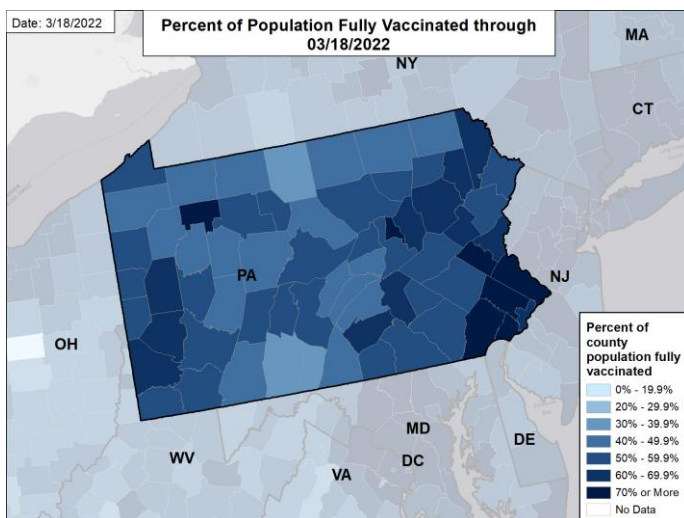 Date: 3/18/2022
Percent of Population Fully Vaccinated through
03/18/2022
NY
MA
CT
PA
NJ
OH
MD
DE
WV
VA
DC
Percent of
county
population fully
vaccinated
0% - 19.9%
20% - 29.9%
30% - 39.9%
40% - 49.9%
50% - 59.9%
60% - 69.9%
70% or More
No Data